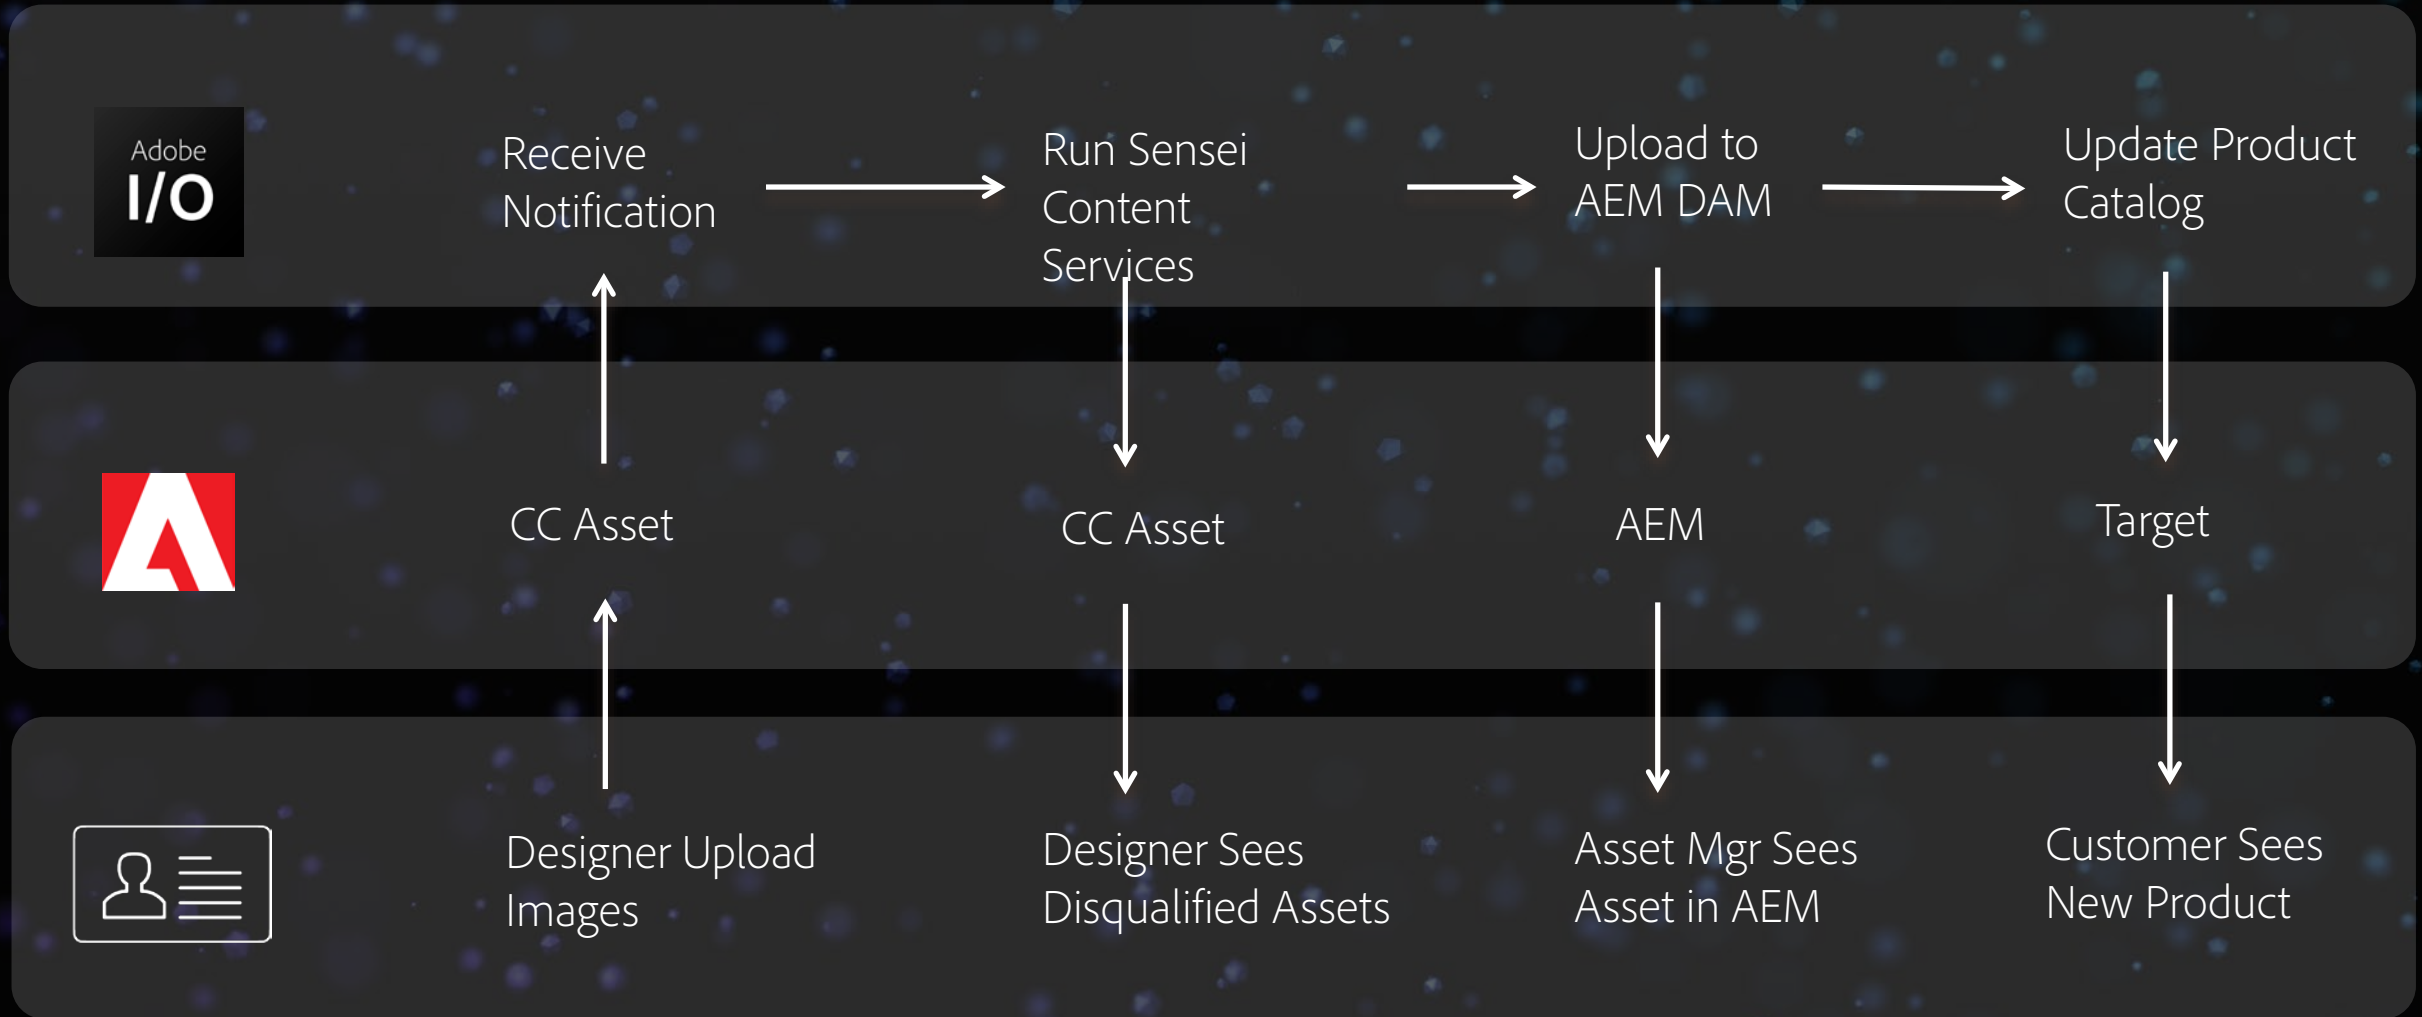 Adobe
I/O
Receive
Notification
Run Sensei
Content
Services
Upload to
AEM DAM
Update Product
Catalog
CC Asset
CC Asset
AEM
Target
Designer Upload
Images
Designer Sees
Disqualified Assets
Asset Mgr Sees
Asset in AEM
Customer Sees
New Product